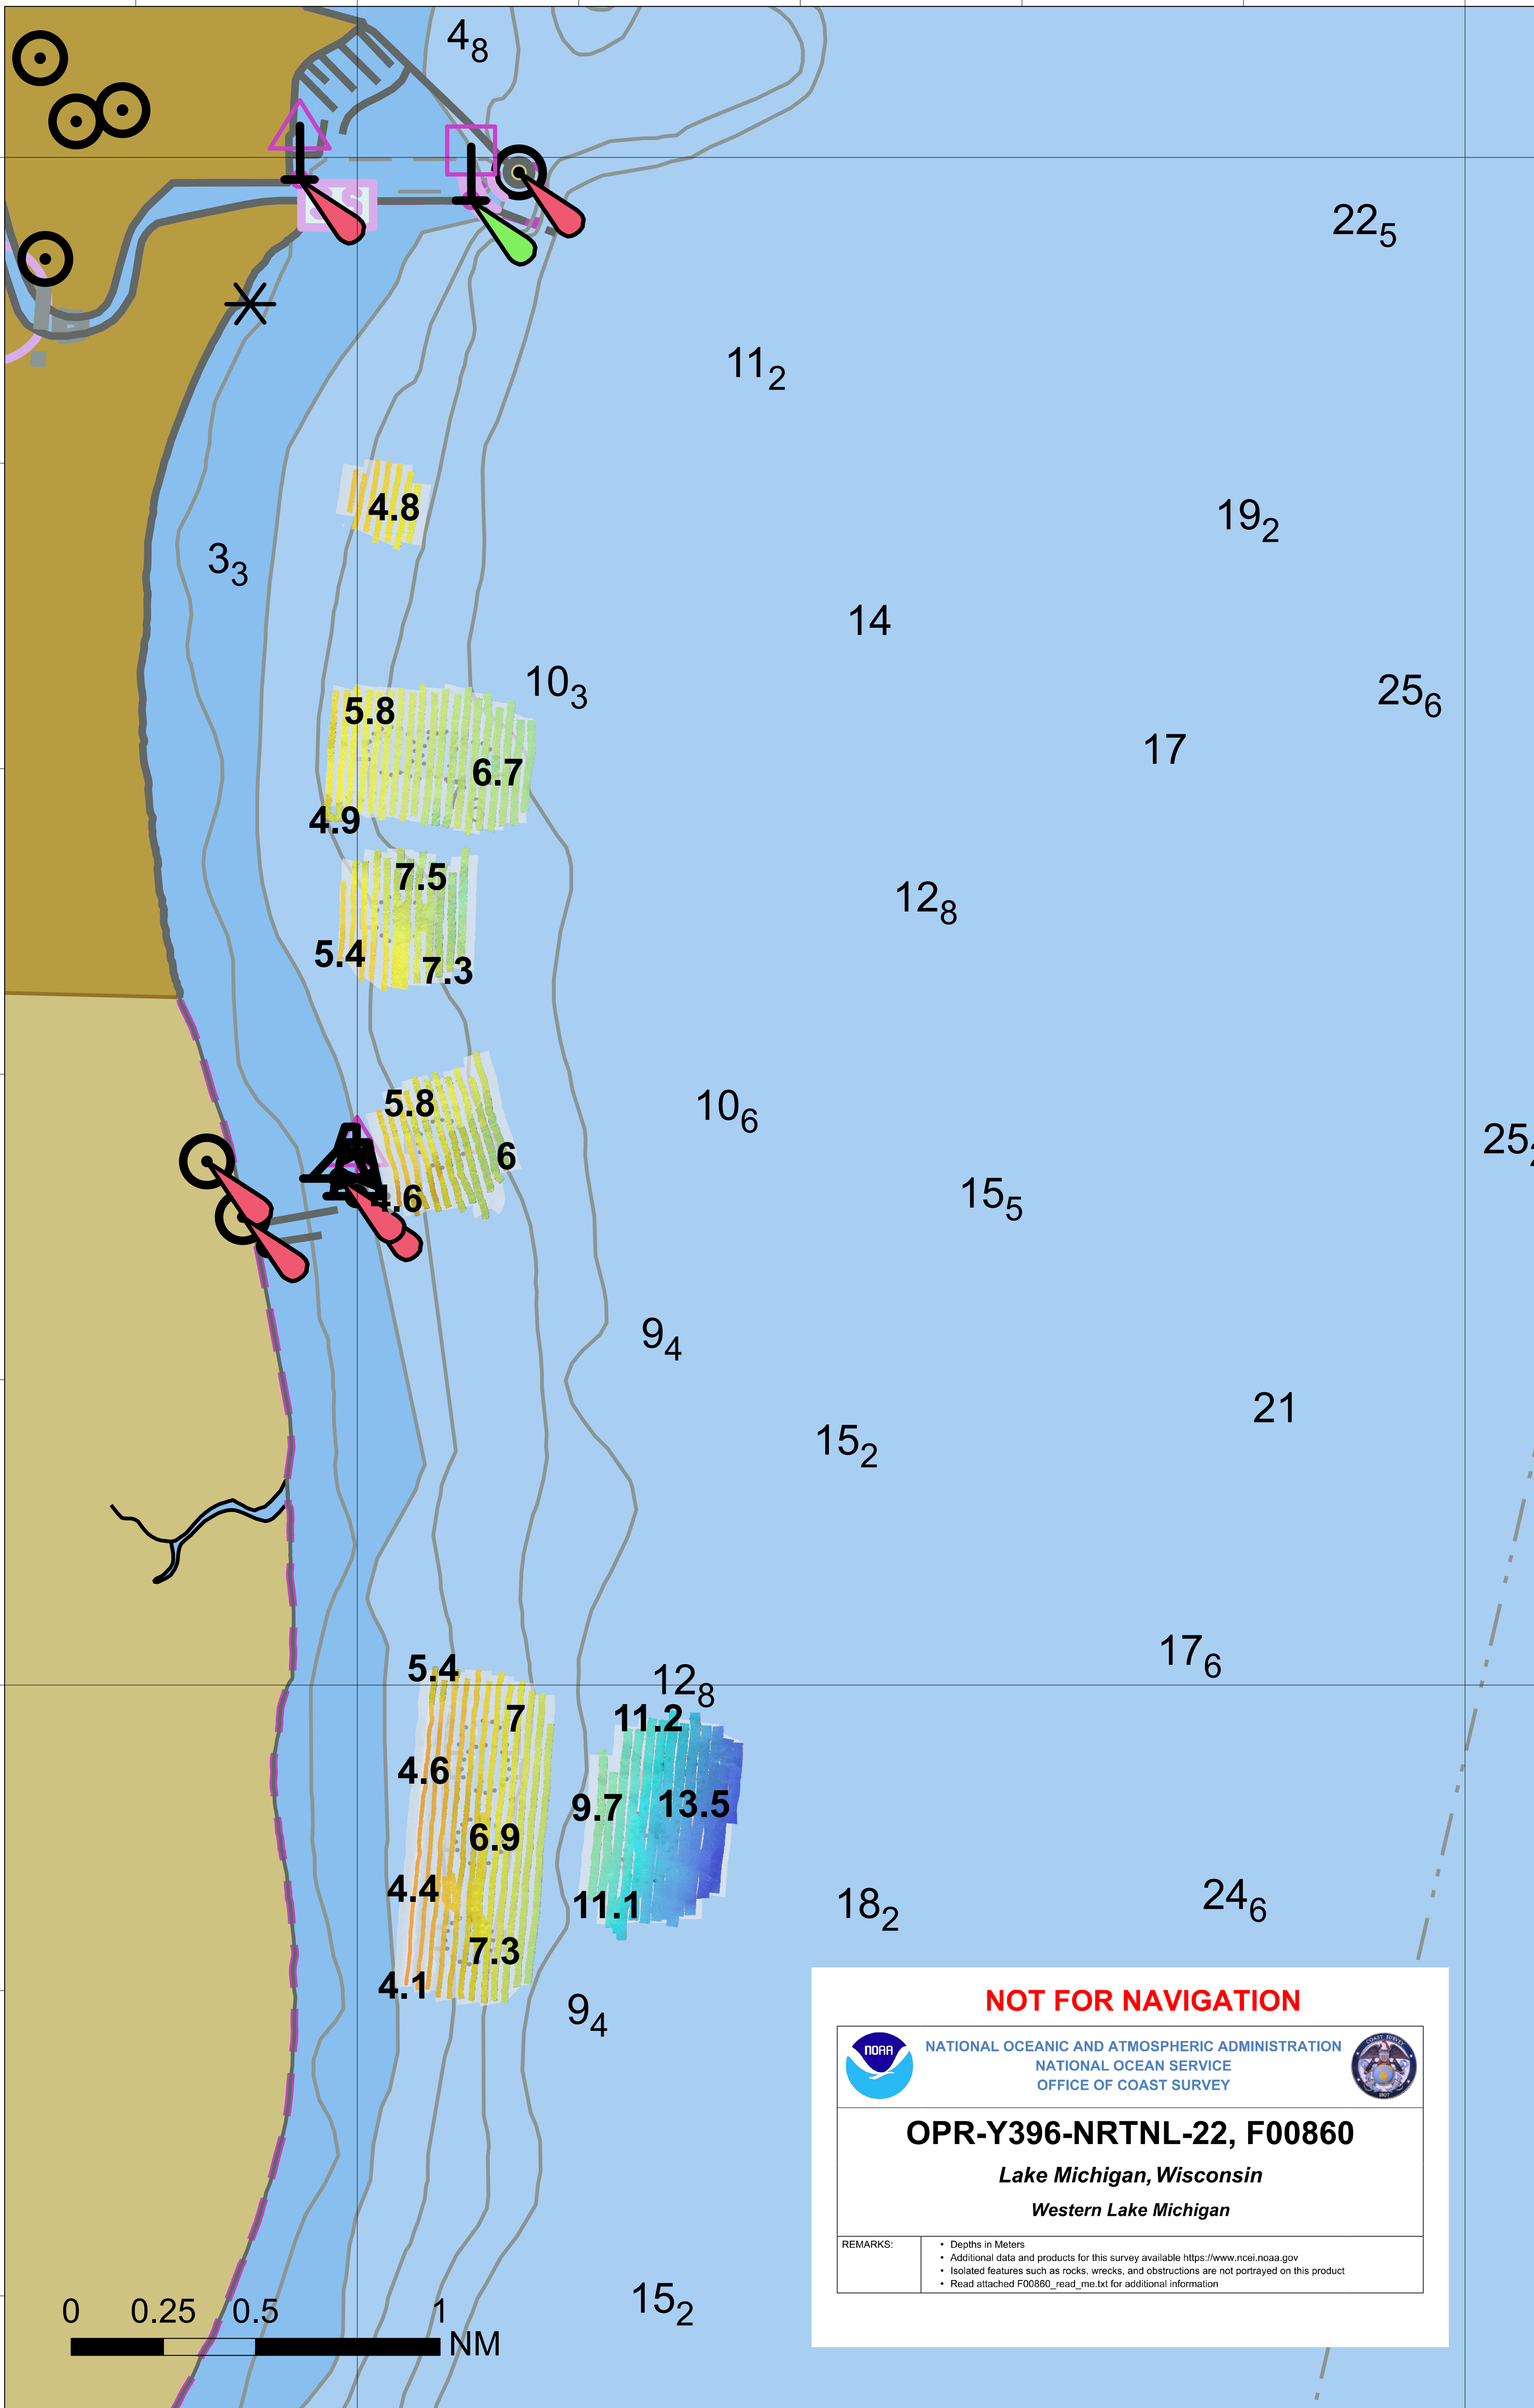 4₈
SS
22₅
11₂
4.8
19₂
3₃
14
10₃
25₆
5.8
17
6.7
4.9
7.5
12₈
5.4
7.3
5.8
10₆
25
6
4.6
15₅
9₄
21
15₂
17₆
5.4
12₈
7
11.2
4.6
9.7
13.5
6.9
4.4
11.1
18₂
24₆
7.3
4.1
9₄
NOT FOR NAVIGATION
NOAA
NATIONAL OCEANIC AND ATMOSPHERIC ADMINISTRATION
NATIONAL OCEAN SERVICE
OFFICE OF COAST SURVEY
OPR-Y396-NRTNL-22, F00860
Lake Michigan, Wisconsin
Western Lake Michigan
REMARKS:
• Depths in Meters
• Additional data and products for this survey available https://www.ncei.noaa.gov
• Isolated features such as rocks, wrecks, and obstructions are not portrayed on this product
• Read attached F00860_read_me.txt for additional information
15₂
0 0.25 0.5 1
NM